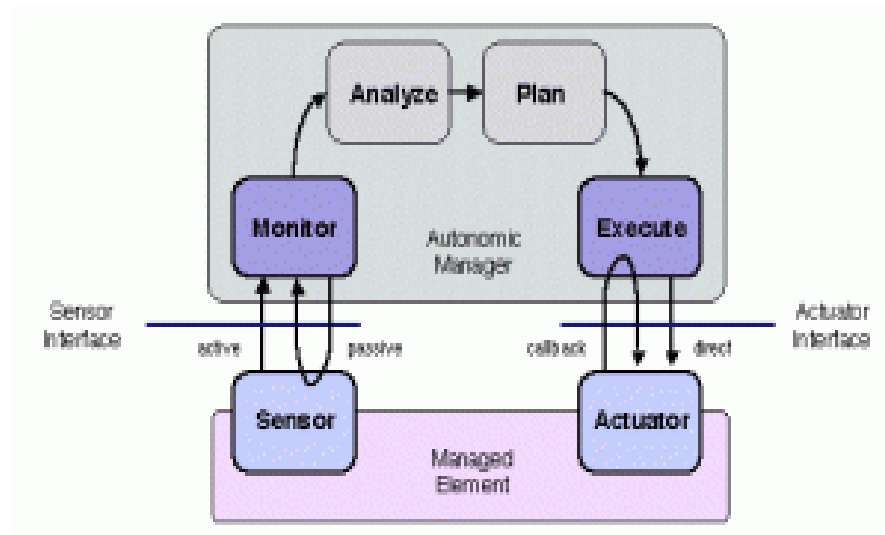 Analyze
Plan
Monitor
Execute
Autonomic
Manager
Sensor
Interface
Actuator
Interface
active
passive
callback
direct
Sensor
Actuator
Managed
Element